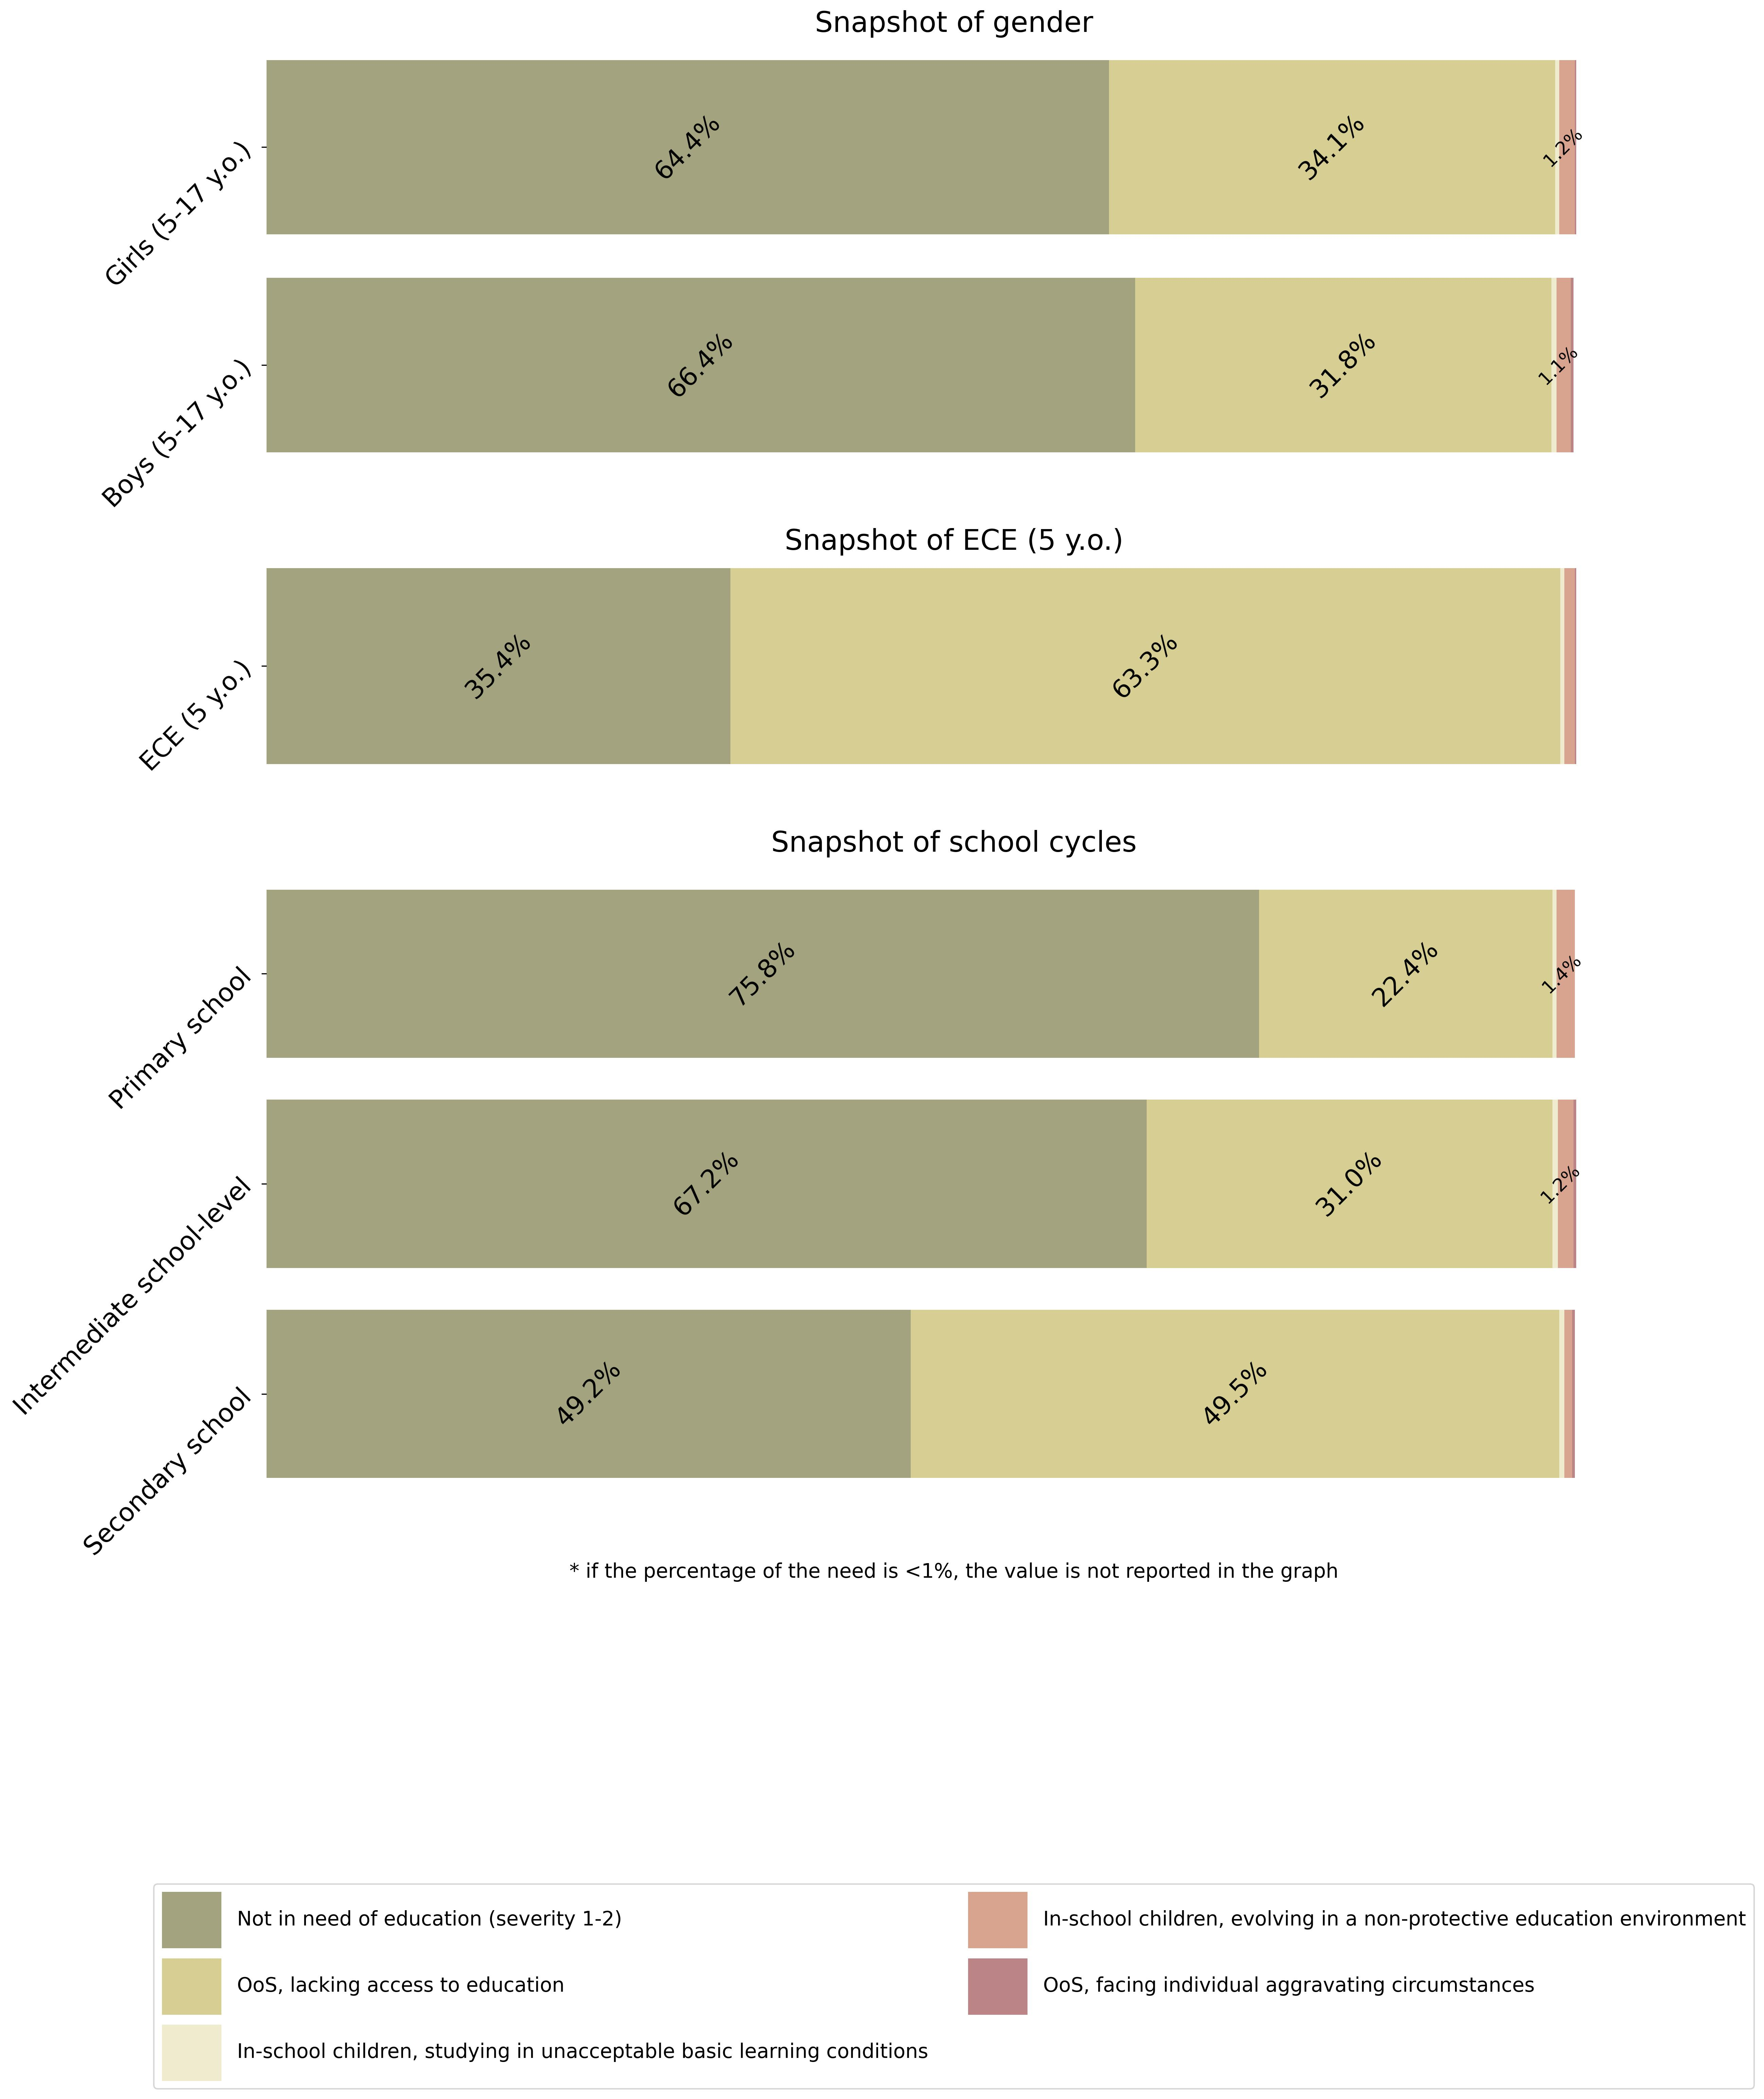 Snapshot of gender
Girls (5-17 y.o.)
64.4%
34.1%
1.2%
Boys (5-17 y.o.)
66.4%
31.8%
1.1%
Snapshot of ECE (5 y.o.)
ECE (5 y.o.)
35.4%
63.3%
Snapshot of school cycles
Primary school
75.8%
22.4%
1.4%
Intermediate school-level
67.2%
31.0%
1.2%
Secondary school
49.2%
49.5%
* if the percentage of the need is <1%, the value is not reported in the graph
Not in need of education (severity 1-2)
OoS, lacking access to education
In-school children, studying in unacceptable basic learning conditions
In-school children, evolving in a non-protective education environment
OoS, facing individual aggravating circumstances